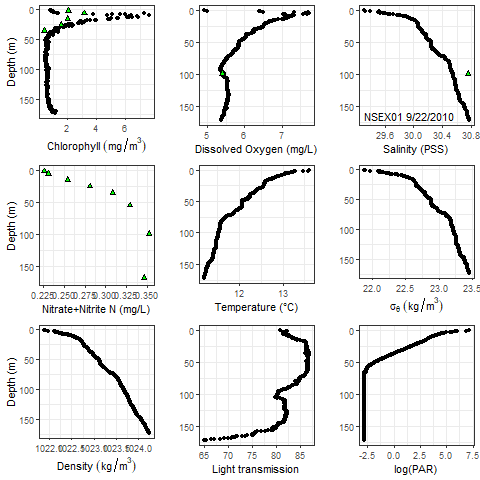 0
50
100
150
Depth (m)
2 4 6
Chlorophyll (mg/m³)
0
50
100
150
5 6 7
Dissolved Oxygen (mg/L)
0
50
100
150
NSEX01 9/22/2010
29.6 30.0 30.4 30.8
Salinity (PSS)
0
50
100
150
Depth (m)
0.225 0.250 0.275 0.300 0.325 0.350
Nitrate+Nitrite N (mg/L)
0
50
100
150
12 13
Temperature (°C)
0
50
100
150
22.0 22.5 23.0 23.5
σθ (kg/m³)
0
50
100
150
Depth (m)
1022.0 1022.5 1023.0 1023.5 1024.0
Density (kg/m³)
0
50
100
150
65 70 75 80 85
Light transmission
0
50
100
150
-2.5 0.0 2.5 5.0 7.5
log(PAR)